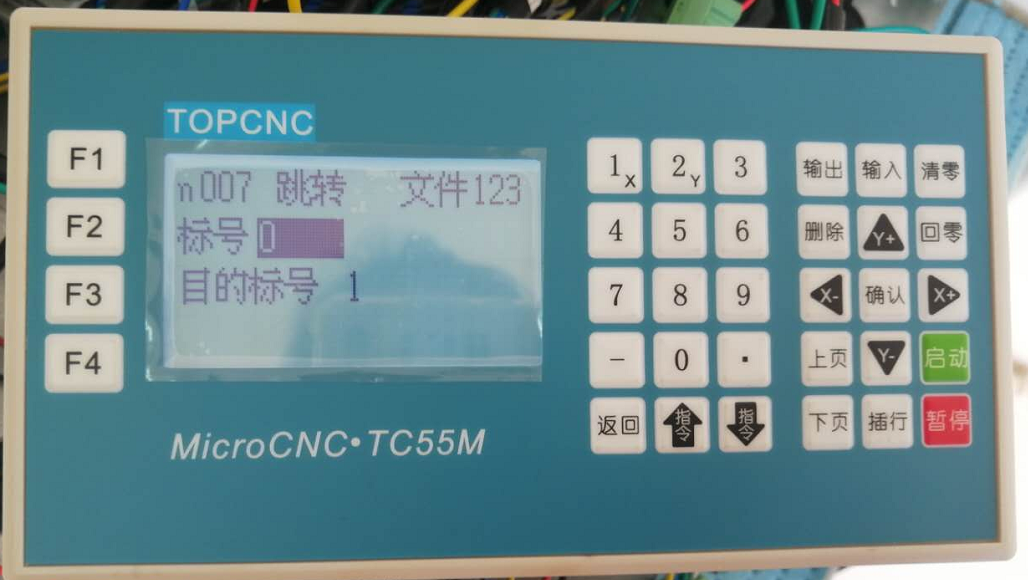 TOPCNC
n007 跳转 文件123
标号 0
目的标号 1
MicroCNC•TC55M
F1
F2
F3
F4
1X 2Y 3
4 5 6
7 8 9
- 0 .
返回 指令 指令
输出 输入 清零
删除 Y+ 回零
X- 确认 X+
上页 Y- 启动
下页 插行 暂停